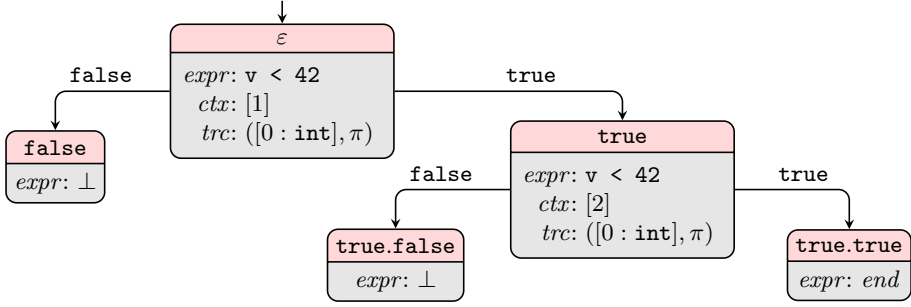 ε
expr: v < 42
ctx: [1]
trc: ([0 : int], π)
false
true
false
expr: ⊥
true
expr: v < 42
ctx: [2]
trc: ([0 : int], π)
false
true
true.false
expr: ⊥
true.true
expr: end